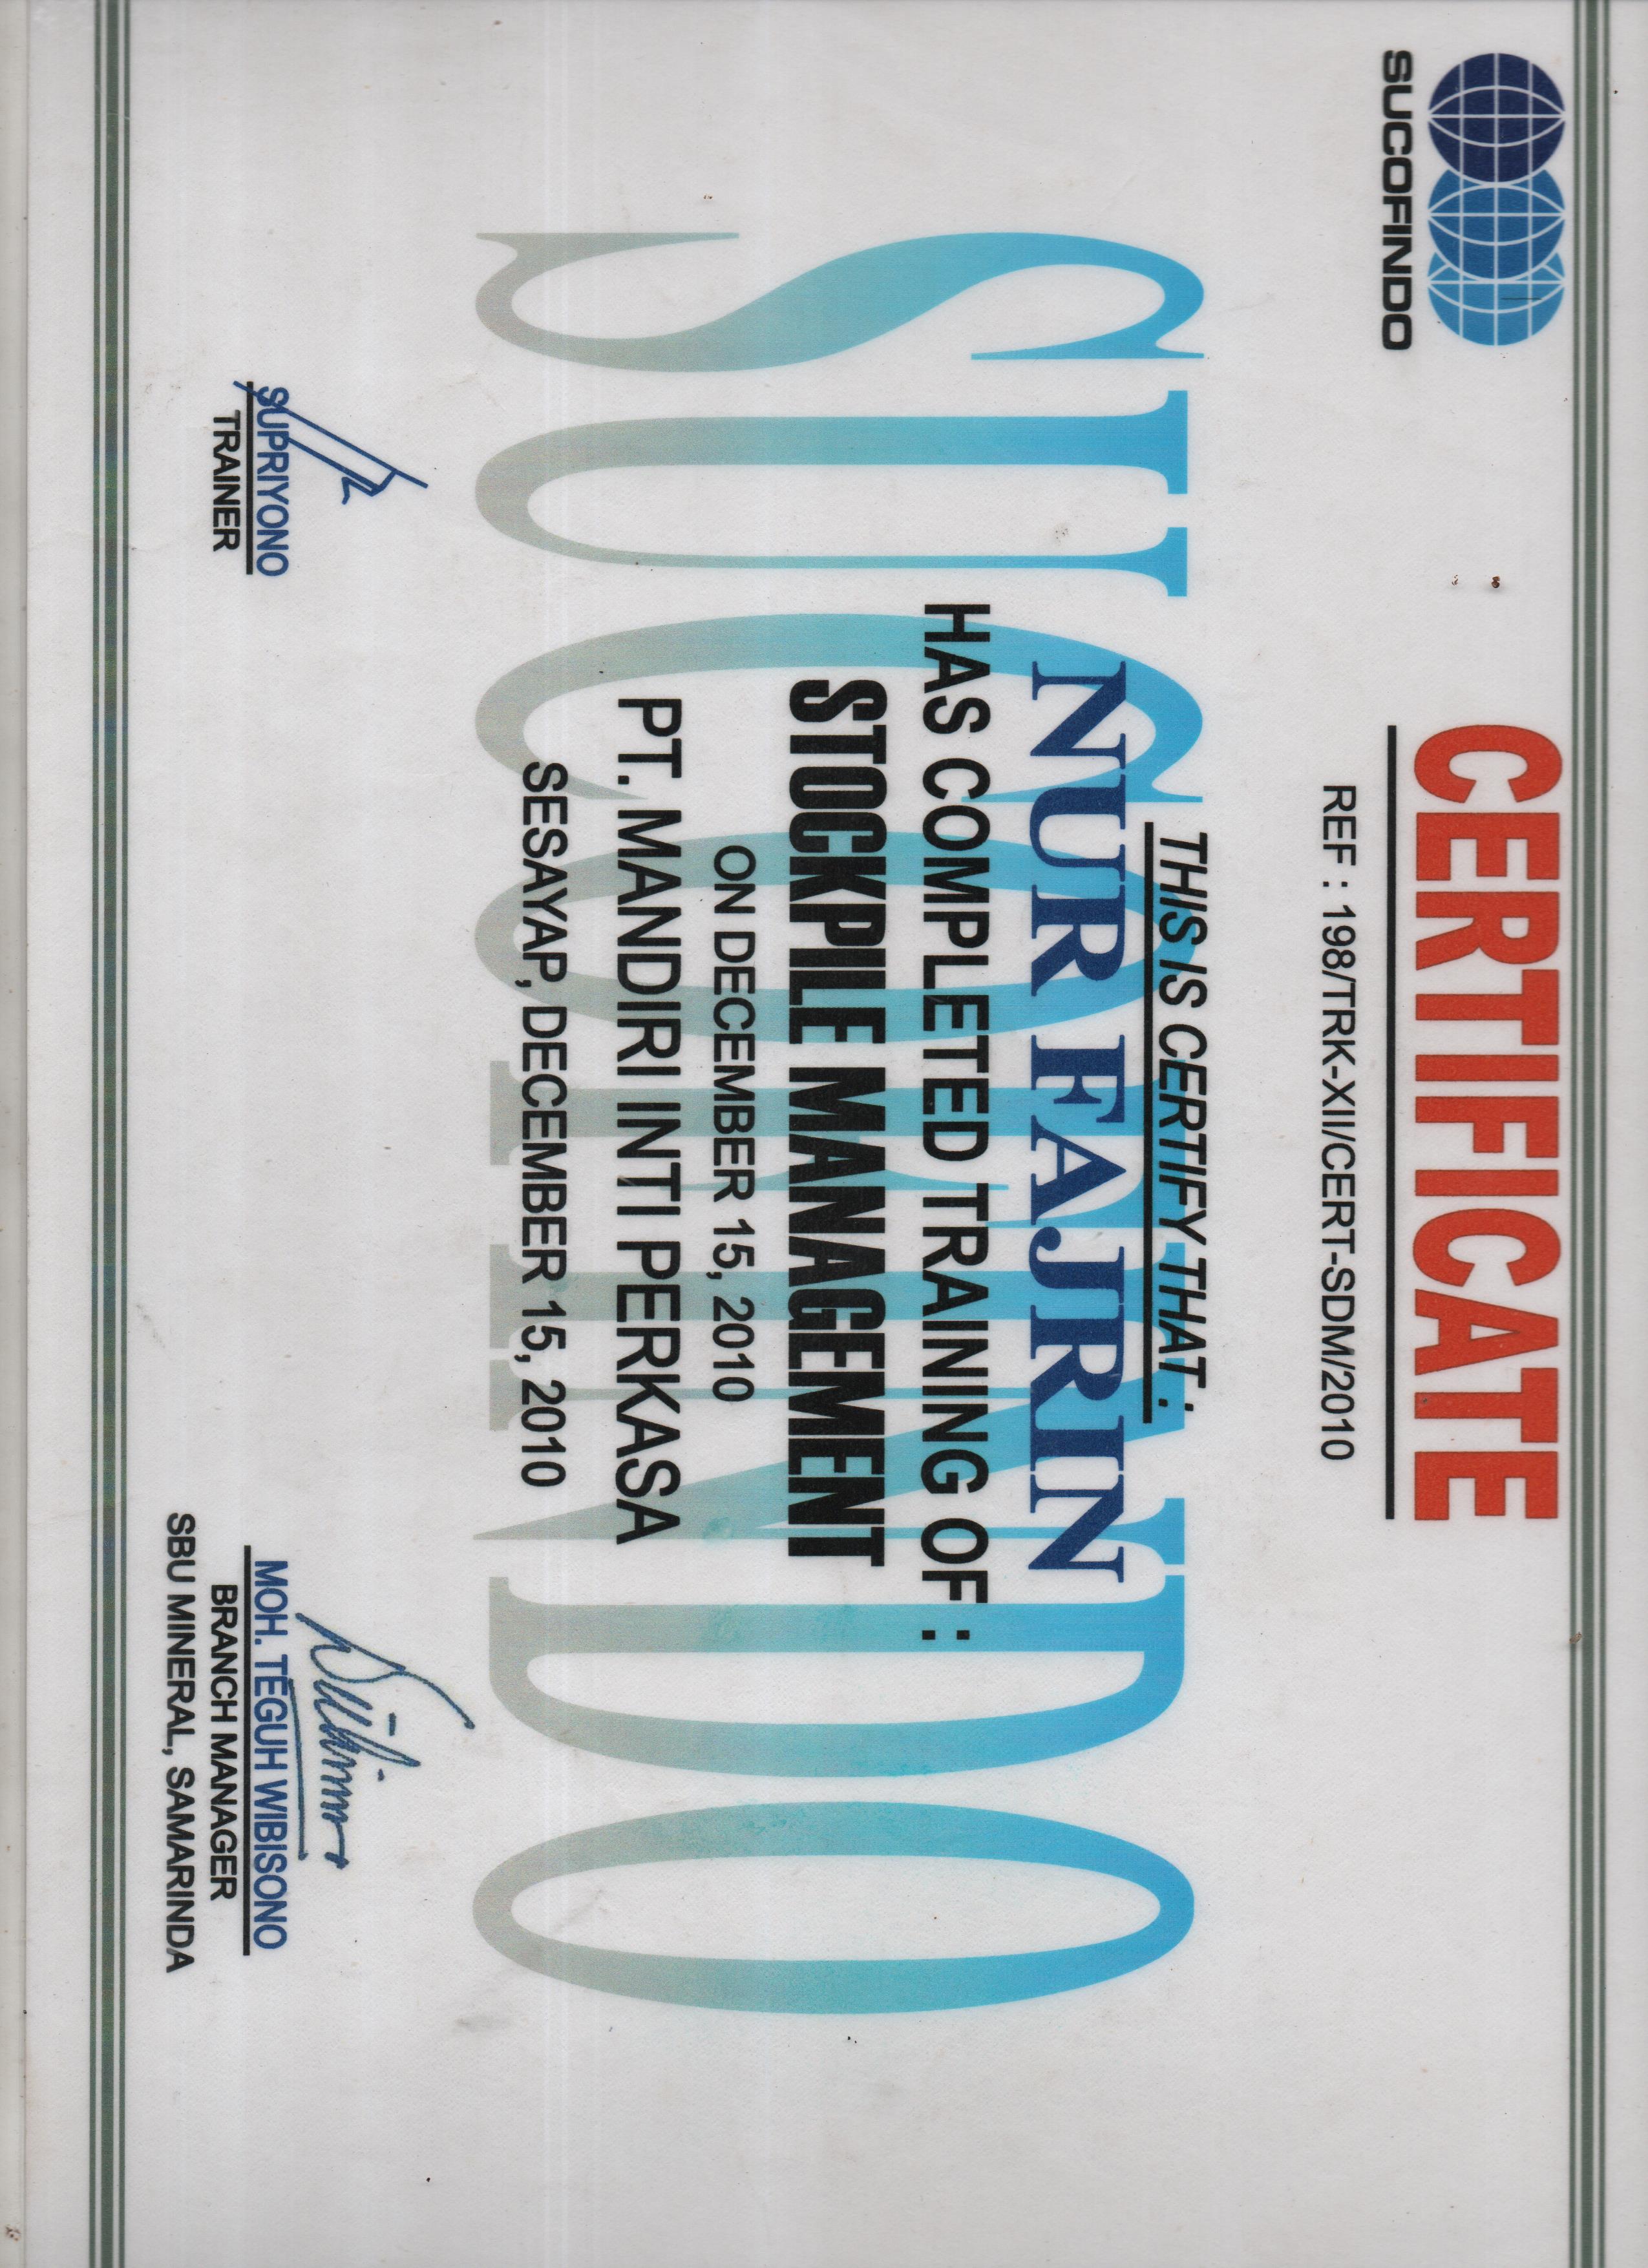 SUCOFINDO
CERTIFICATE
REF : 198/TRK-XII/CERT-SDM/2010
THIS IS CERTIFY THAT :
NUR FAJRIN
HAS COMPLETED TRAINING OF :
STOCKPILE MANAGEMENT
ON DECEMBER 15, 2010
PT. MANDIRI INTI PERKASA
SESAYAP, DECEMBER 15, 2010
SUCOFINDO
SUPRIYONO
TRAINER
MOH. TEGUH WIBISONO
BRANCH MANAGER
SBU MINERAL, SAMARINDA